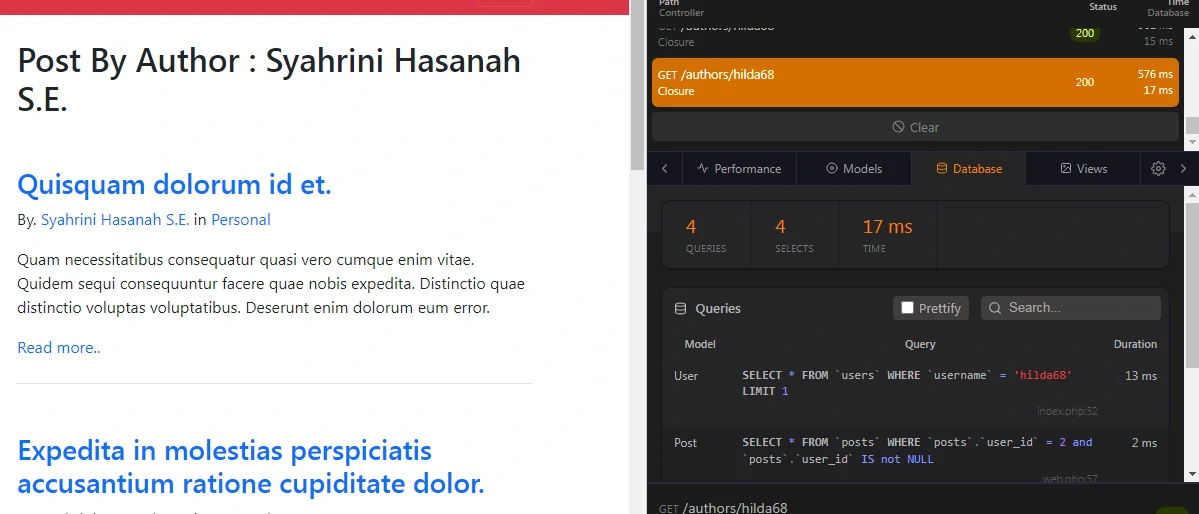 Post By Author : Syahrini Hasanah
S.E.
Quisquam dolorum id et.
By. Syahrini Hasanah S.E. in Personal
Quam necessitatibus consequatur quasi vero cumque enim vitae.
Quidem sequi consequuntur facere quae nobis expedita. Distinctio quae
distinctio voluptas voluptatibus. Deserunt enim dolorum eum error.
Read more..
Expedita in molestias perspiciatis
accusantium ratione cupiditate dolor.
Path Status Time
Controller Database
200
Closure 15 ms
GET /authors/hilda68 200 576 ms
Closure 17 ms
Clear
Performance Models Database Views
4 4 17 ms
QUERIES SELECTS TIME
Queries Prettify Search...
Model Query Duration
User SELECT * FROM `users` WHERE `username` = 'hilda68' 13 ms
LIMIT 1
index.php:52
Post SELECT * FROM `posts` WHERE `posts`.`user_id` = 2 and 2 ms
`posts`.`user_id` IS not NULL
web.php:57
GET /authors/hilda68